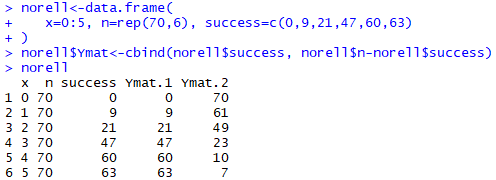 > norell<-data.frame(
+     x=0:5, n=rep(70,6), success=c(0,9,21,47,60,63)
+ )
> norell$Ymat<-cbind(norell$success, norell$n-norell$success)
> norell
  x  n success Ymat.1 Ymat.2
1 0 70       0      0     70
2 1 70       9      9     61
3 2 70      21     21     49
4 3 70      47     47     23
5 4 70      60     60     10
6 5 70      63     63      7